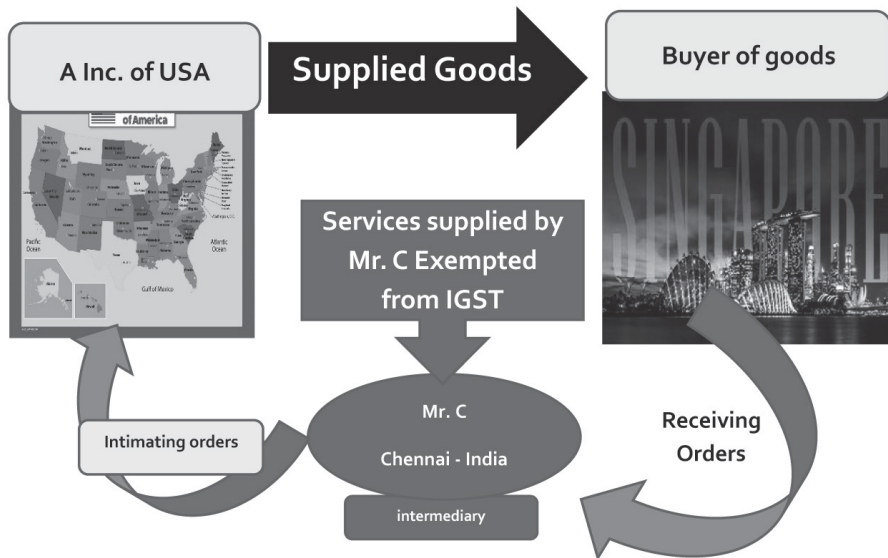 A Inc. of USA
Supplied Goods
Buyer of goods
of America
SINGAPORE
Pacific
Ocean
Atlantic
Ocean
Gulf of Mexico
Services supplied by
Mr. C Exempted
from IGST
Mr. C
Chennai - India
intermediary
Intimating orders
Receiving
Orders